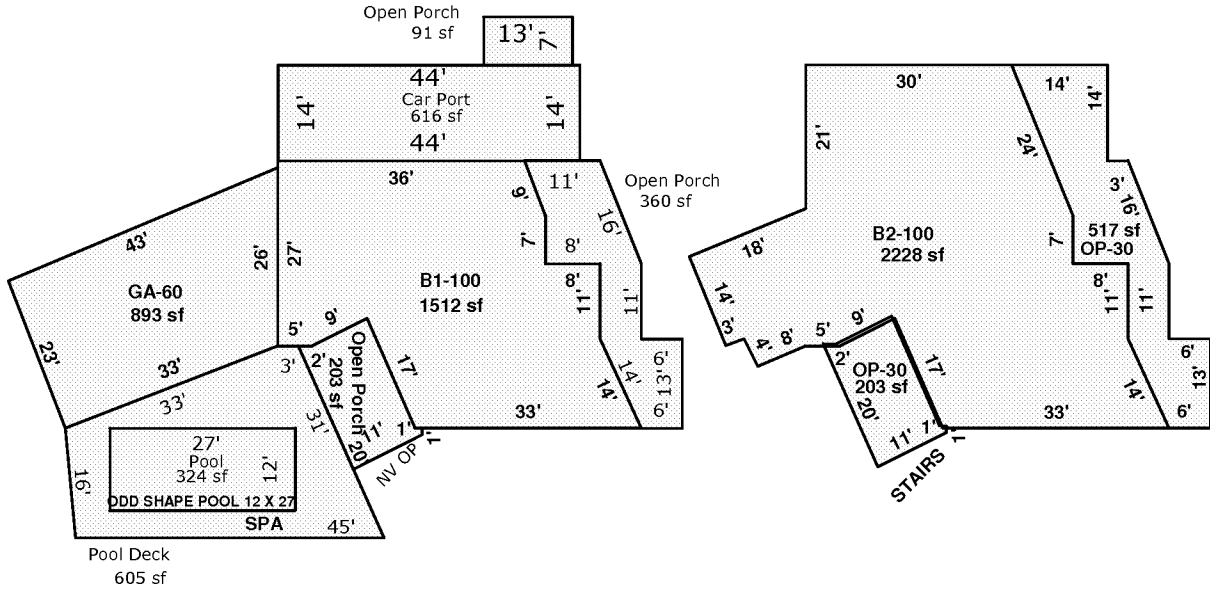 Open Porch
91 sf
13'
7'
44'
Car Port
616 sf
14'
14'
44'
36'
9'
11'
Open Porch
360 sf
16'
7'
8'
8'
11'
11'
43'
26'
27'
GA-60
893 sf
B1-100
1512 sf
23'
33'
33'
5'
9'
3'
2'
Open Porch
203 sf
17'
14'
14'
6'
13'
6'
33'
31'
20
11'
1'
1'
NV OP
16'
27'
Pool
324 sf
12'
ODD SHAPE POOL 12 X 27
SPA
45'
Pool Deck
605 sf
30'
14'
14'
21'
24'
3'
16'
B2-100
2228 sf
517 sf
OP-30
7'
8'
18'
14'
11'
11'
3'
4'
8'
5'
9'
2'
OP-30
203 sf
17'
20'
14'
6'
13'
6'
33'
11'
1'
1'
STAIRS